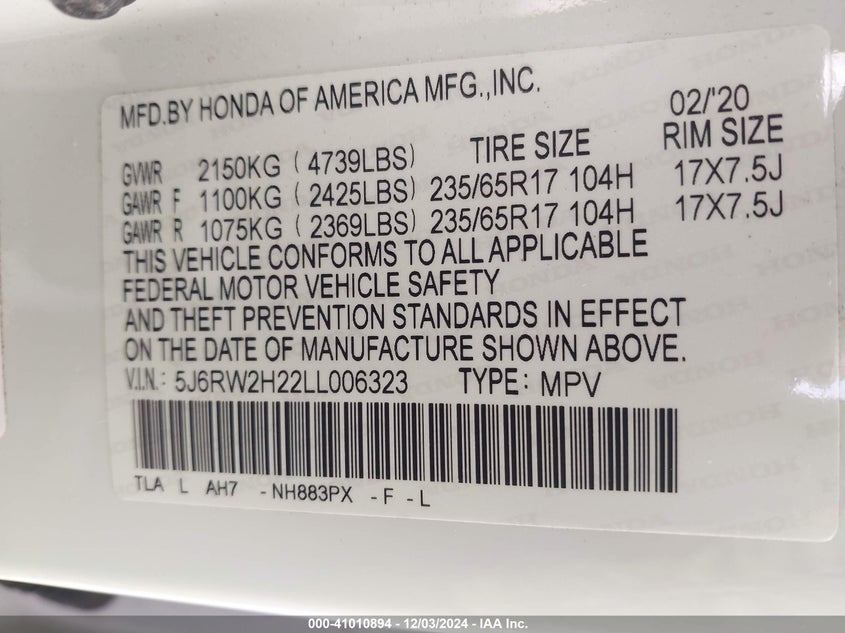 MFD.BY HONDA OF AMERICA MFG.,INC. 02/'20
TIRE SIZE RIM SIZE
GVWR 2150KG ( 4739LBS)
GAWR F 1100KG ( 2425LBS) 235/65R17 104H 17X7.5J
GAWR R 1075KG ( 2369LBS) 235/65R17 104H 17X7.5J
THIS VEHICLE CONFORMS TO ALL APPLICABLE
FEDERAL MOTOR VEHICLE SAFETY
AND THEFT PREVENTION STANDARDS IN EFFECT
ON THE DATE OF MANUFACTURE SHOWN ABOVE.
V.I.N.: 5J6RW2H22LL006323 TYPE: MPV
TLA L AH7 -NH883PX -F -L
000-41010894 - 12/03/2024 - IAA Inc.